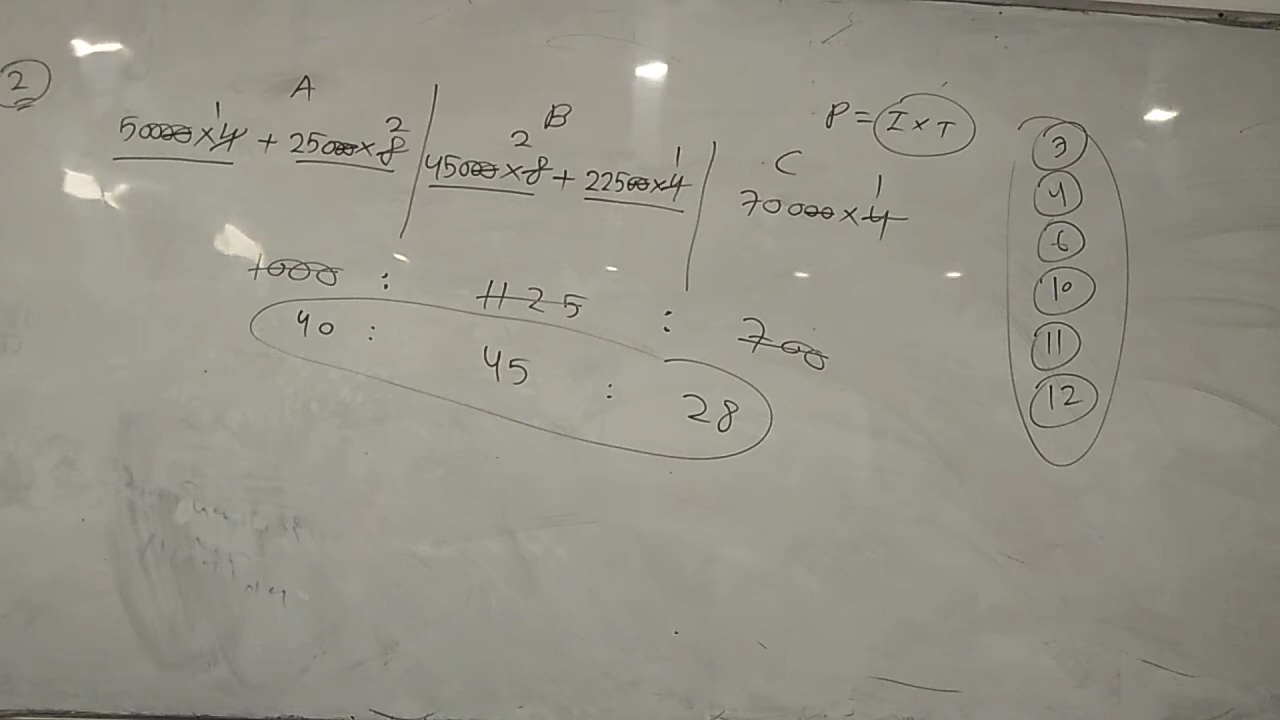 2
A
B
C
P = I x T
1 2
50000 x 4 + 25000 x 8
2 1
45000 x 8 + 22500 x 4
1
70000 x 4
1000 : 1125 : 700
40 : 45 : 28
3
4
6
10
11
12